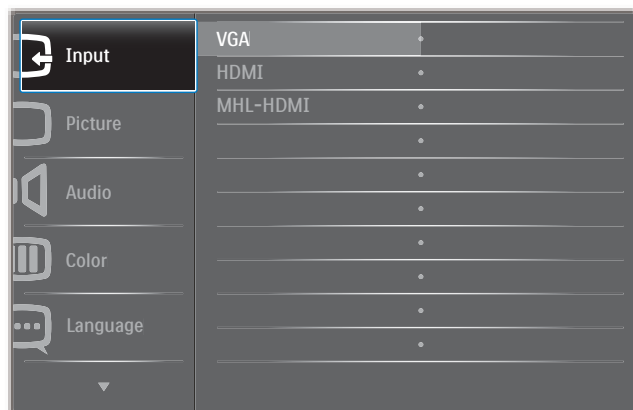 Input
VGA
HDMI
MHL-HDMI
Picture
Audio
Color
Language